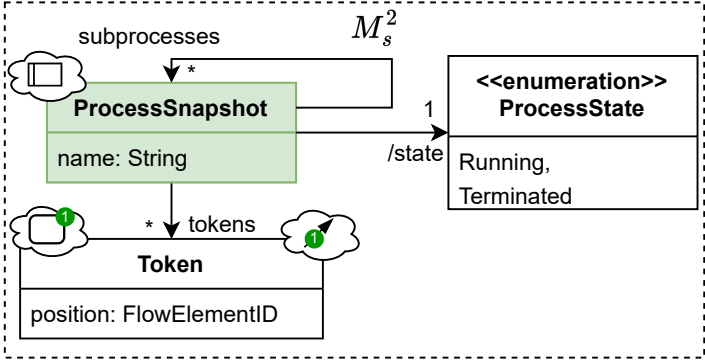 subprocesses
M_s^2
*
ProcessSnapshot
name: String
1
/state
<<enumeration>>
ProcessState
Running,
Terminated
* tokens
1
1
Token
position: FlowElementID